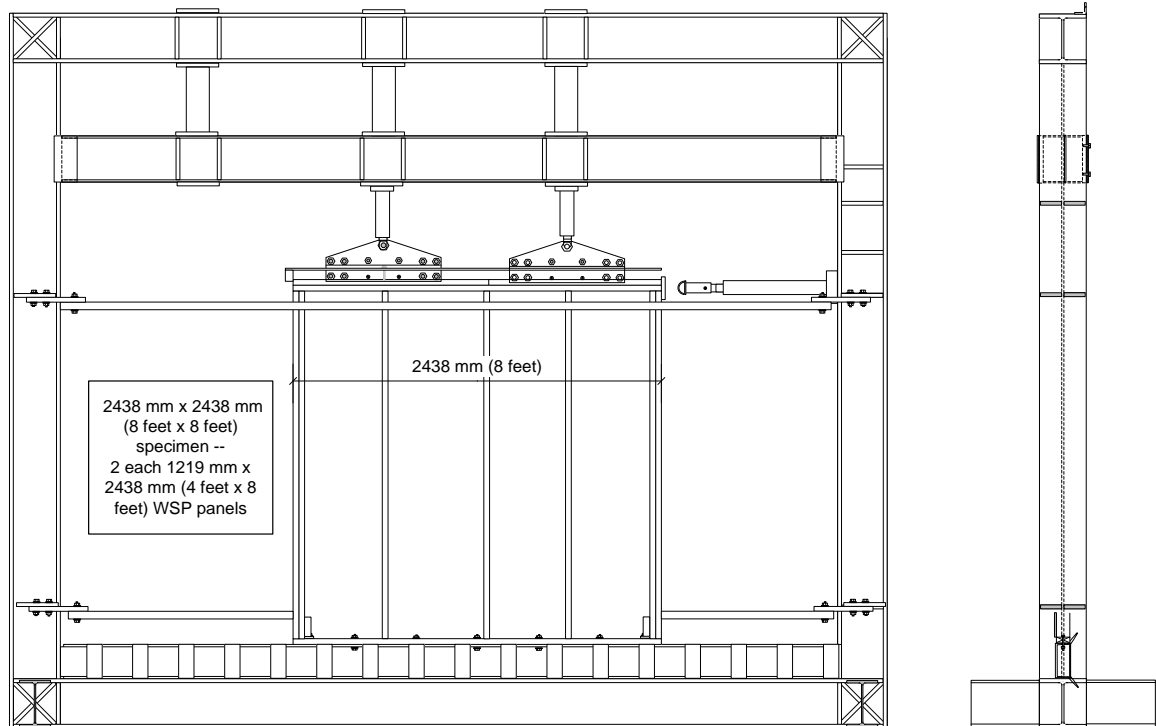 2438 mm (8 feet)
2438 mm x 2438 mm
(8 feet x 8 feet)
specimen --
2 each 1219 mm x
2438 mm (4 feet x 8
feet) WSP panels